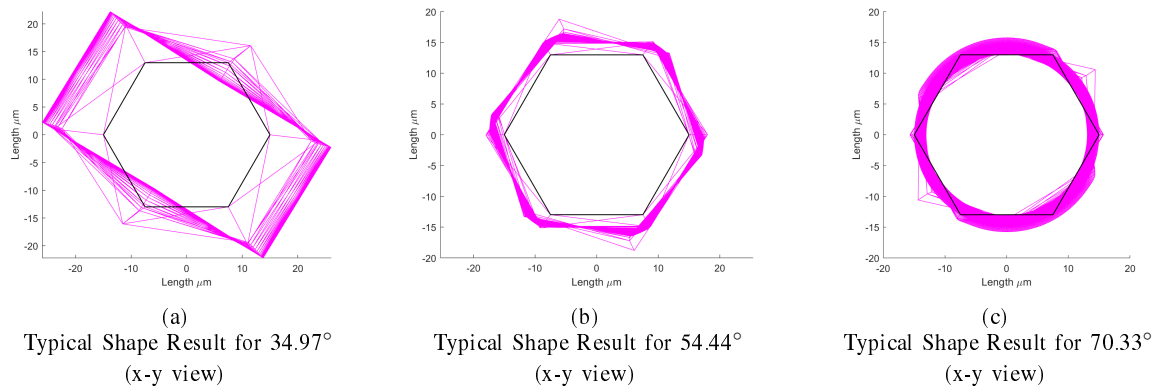 20
15
10
5
0
-5
-10
-15
-20
Length μm
-20 -10 0 10 20
Length μm
(a)
Typical Shape Result for 34.97°
(x-y view)
20
15
10
5
0
-5
-10
-15
-20
Length μm
-20 -10 0 10 20
Length μm
(b)
Typical Shape Result for 54.44°
(x-y view)
20
15
10
5
0
-5
-10
-15
-20
Length μm
-20 -10 0 10 20
Length μm
(c)
Typical Shape Result for 70.33°
(x-y view)